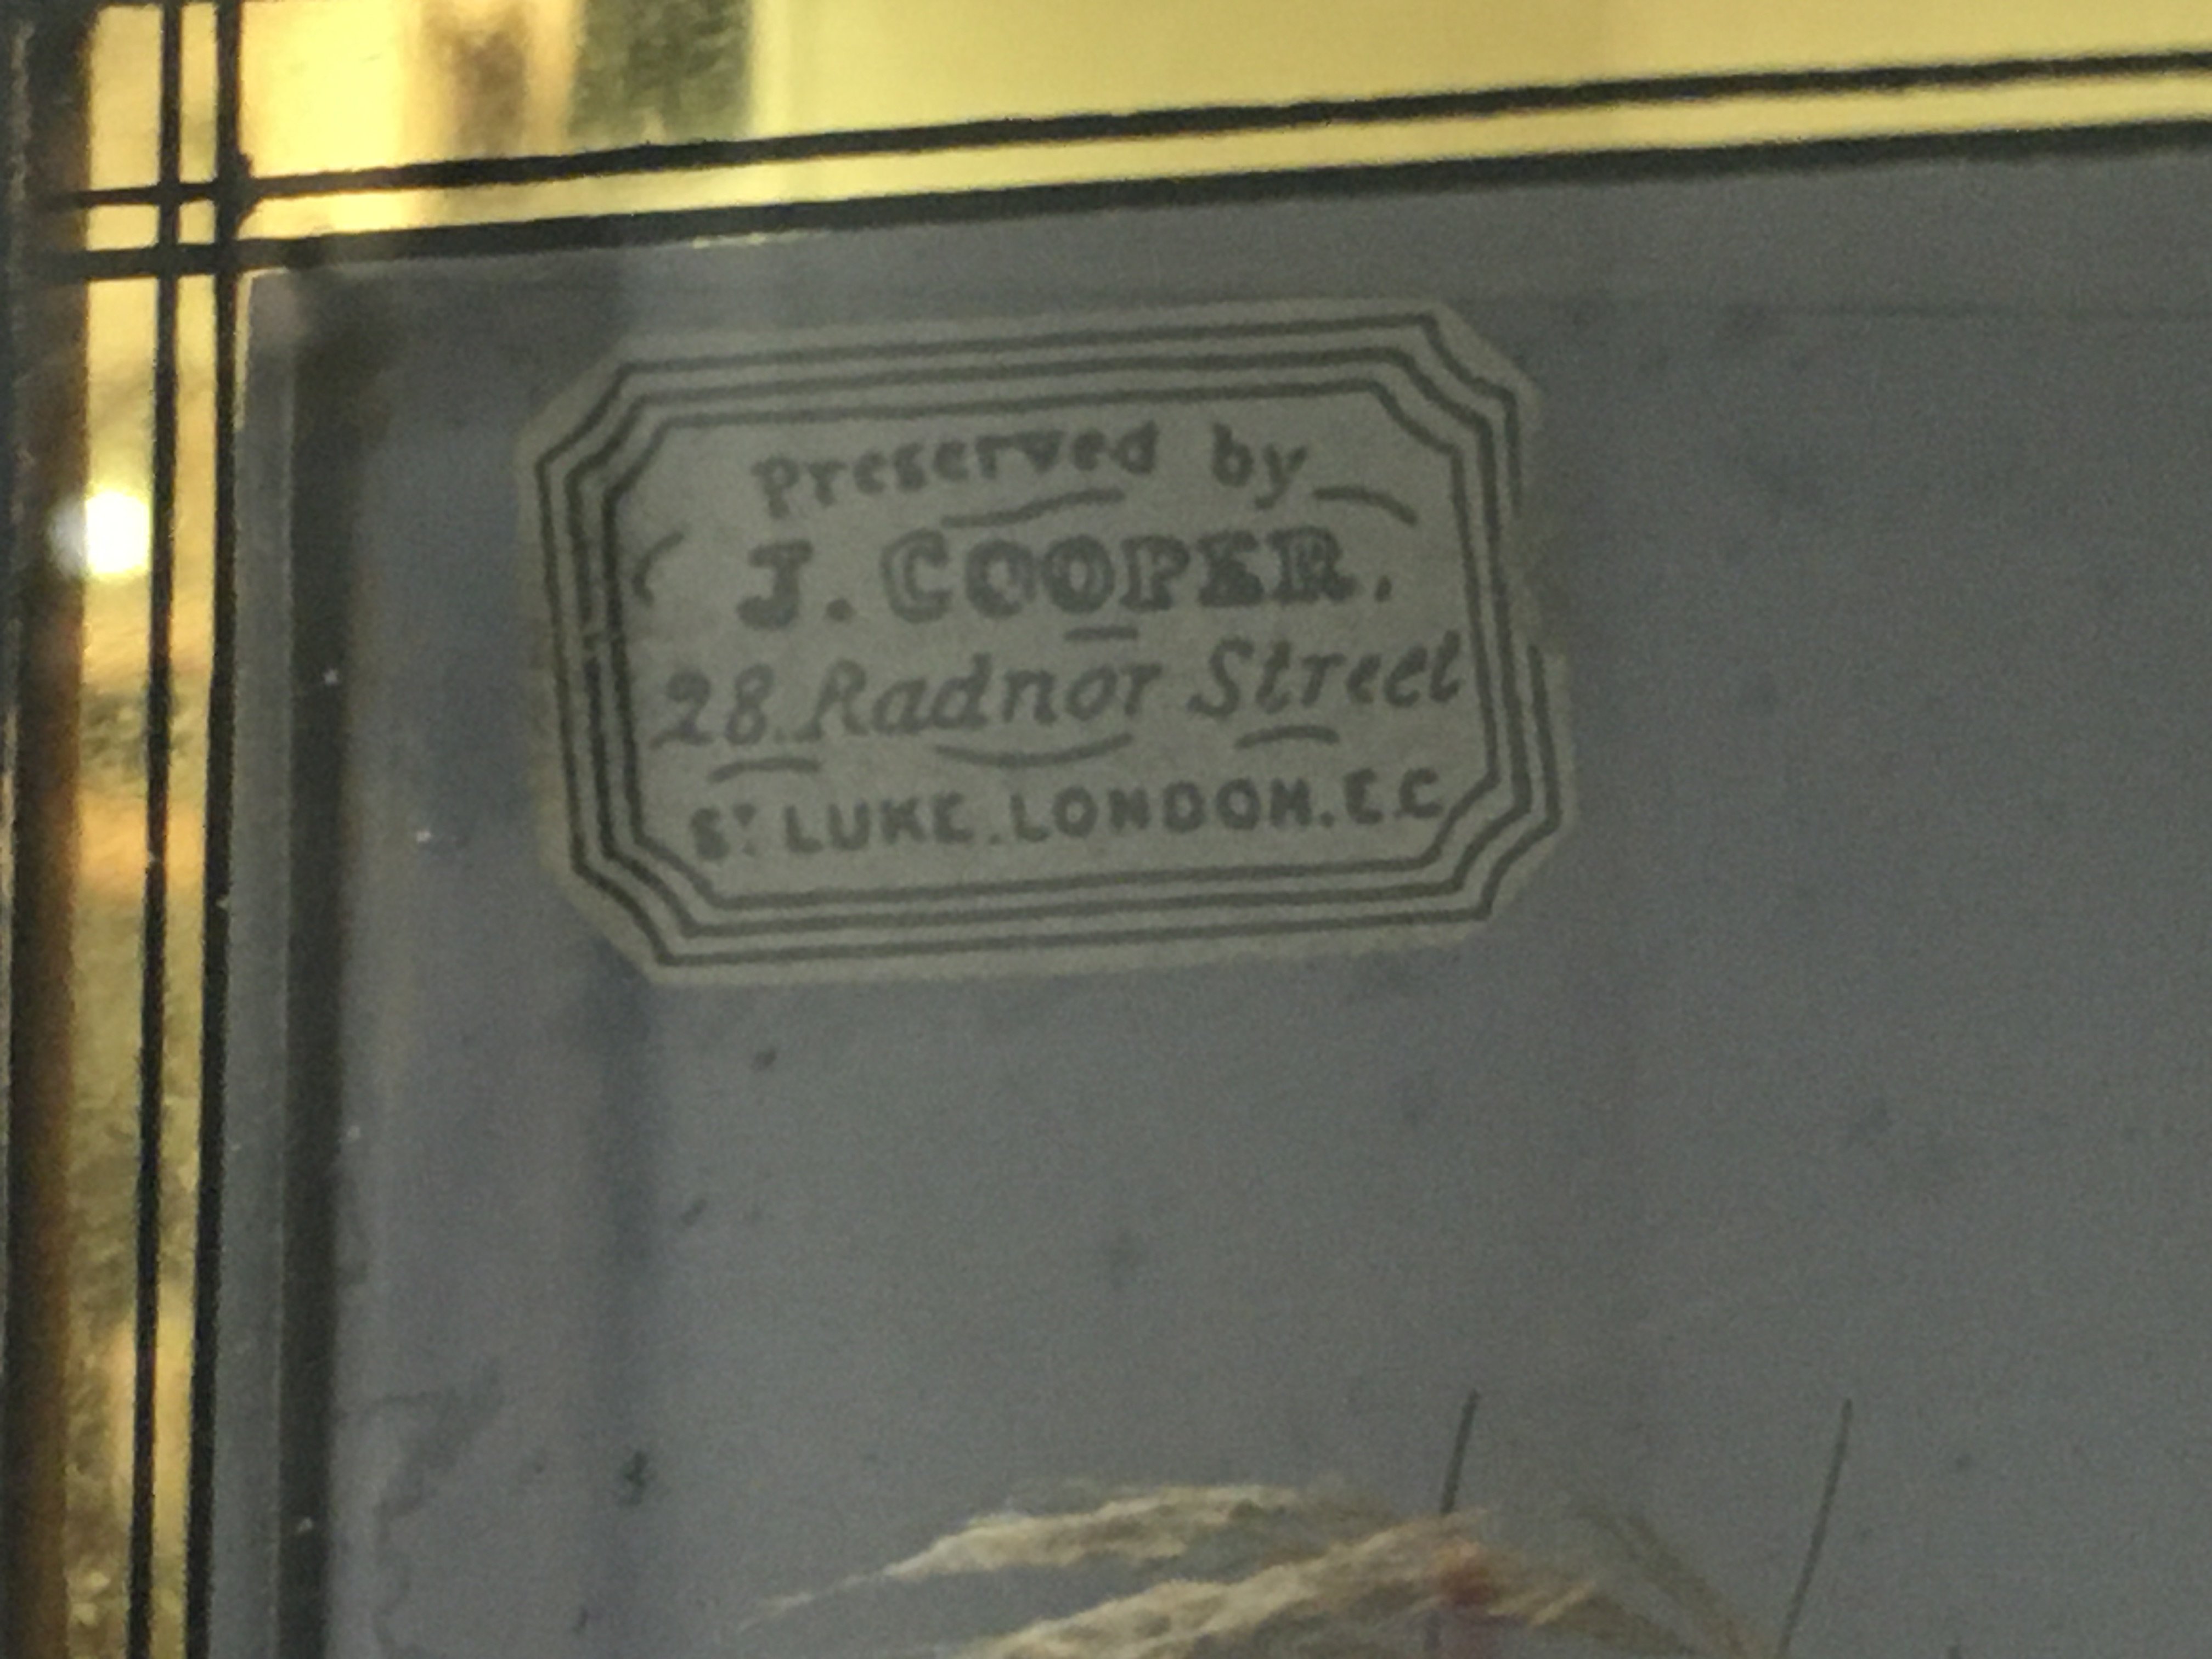 Preserved by
J. COOPER.
28. Radnor Street
ST LUKE. LONDON. E.C